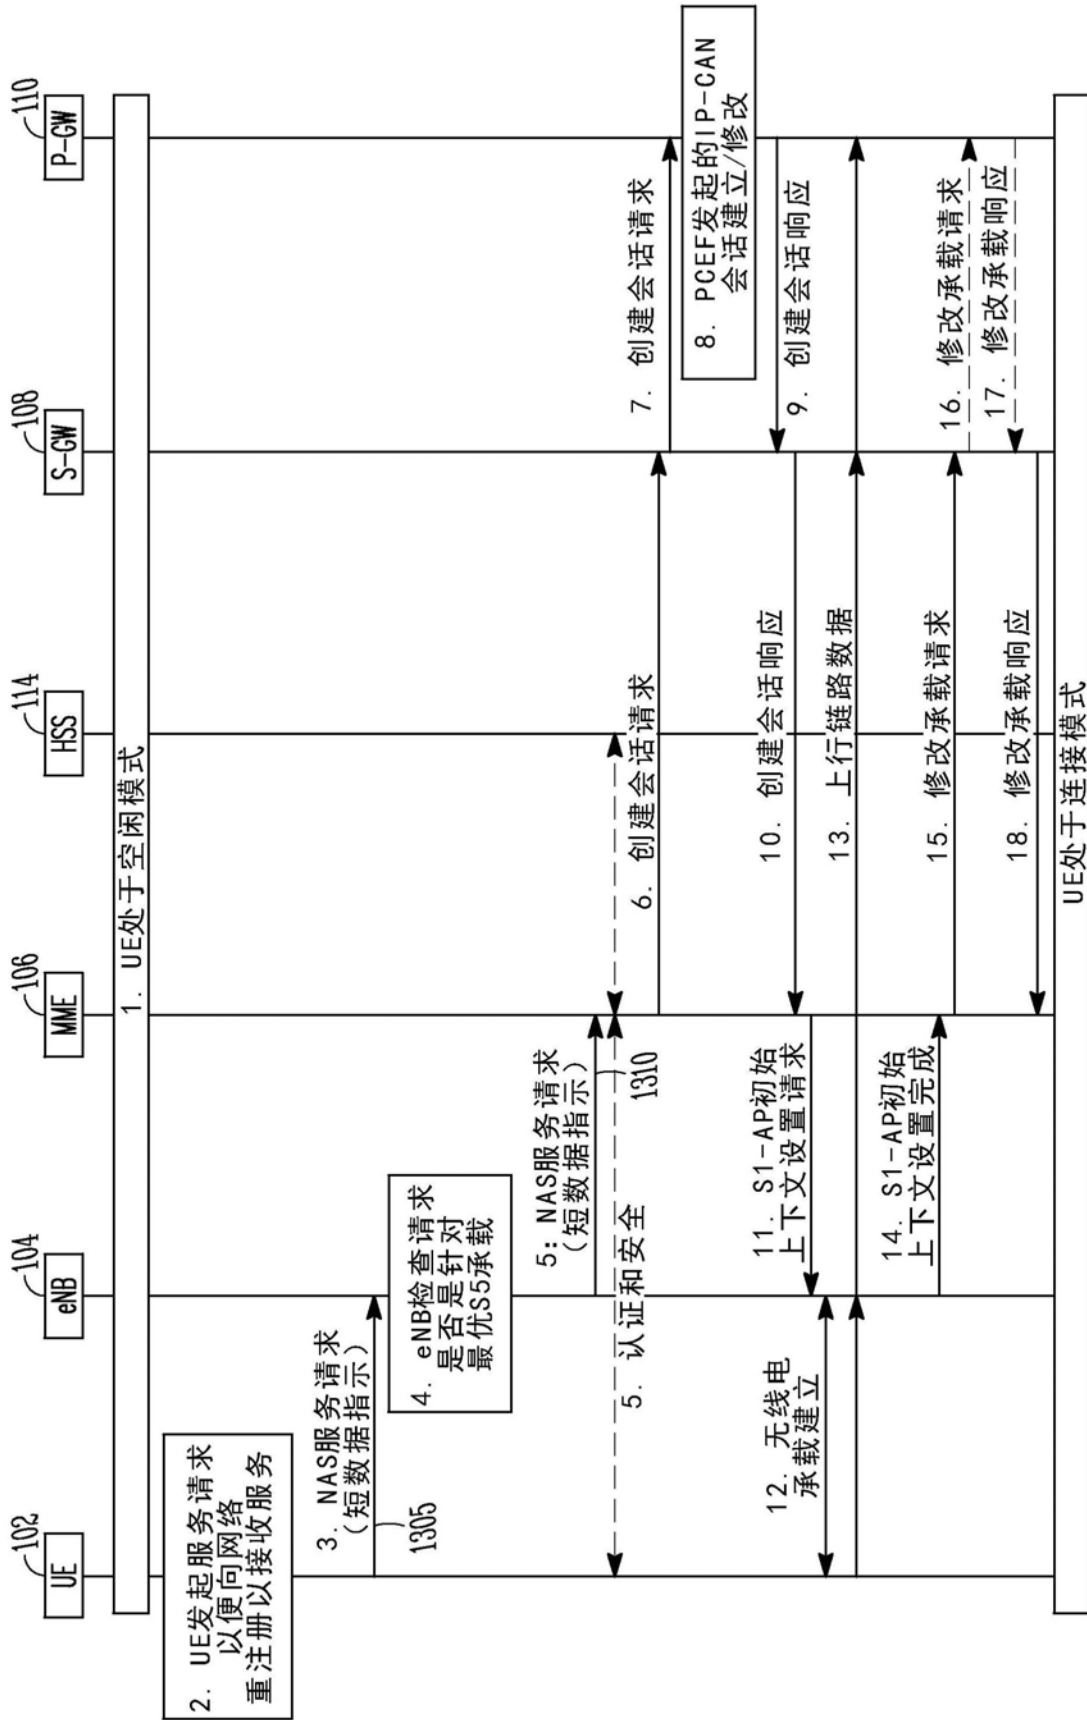 102
UE
104
eNB
106
MME
114
HSS
108
S-GW
110
P-GW
1. UE处于空闲模式
2. UE发起服务请求
以便向网络
重注册以接收服务
3. NAS服务请求
(短数据指示)
1305
4. eNB检查请求
是否是针对
最优S5承载
5: NAS服务请求
(短数据指示)
1310
5. 认证和安全
6. 创建会话请求
7. 创建会话请求
8. PCEF发起的IP-CAN
会话建立/修改
9. 创建会话响应
10. 创建会话响应
11. S1-AP初始
上下文设置请求
12. 无线电
承载建立
13. 上行链路数据
14. S1-AP初始
上下文设置完成
15. 修改承载请求
16. 修改承载请求
17. 修改承载响应
18. 修改承载响应
UE处于连接模式